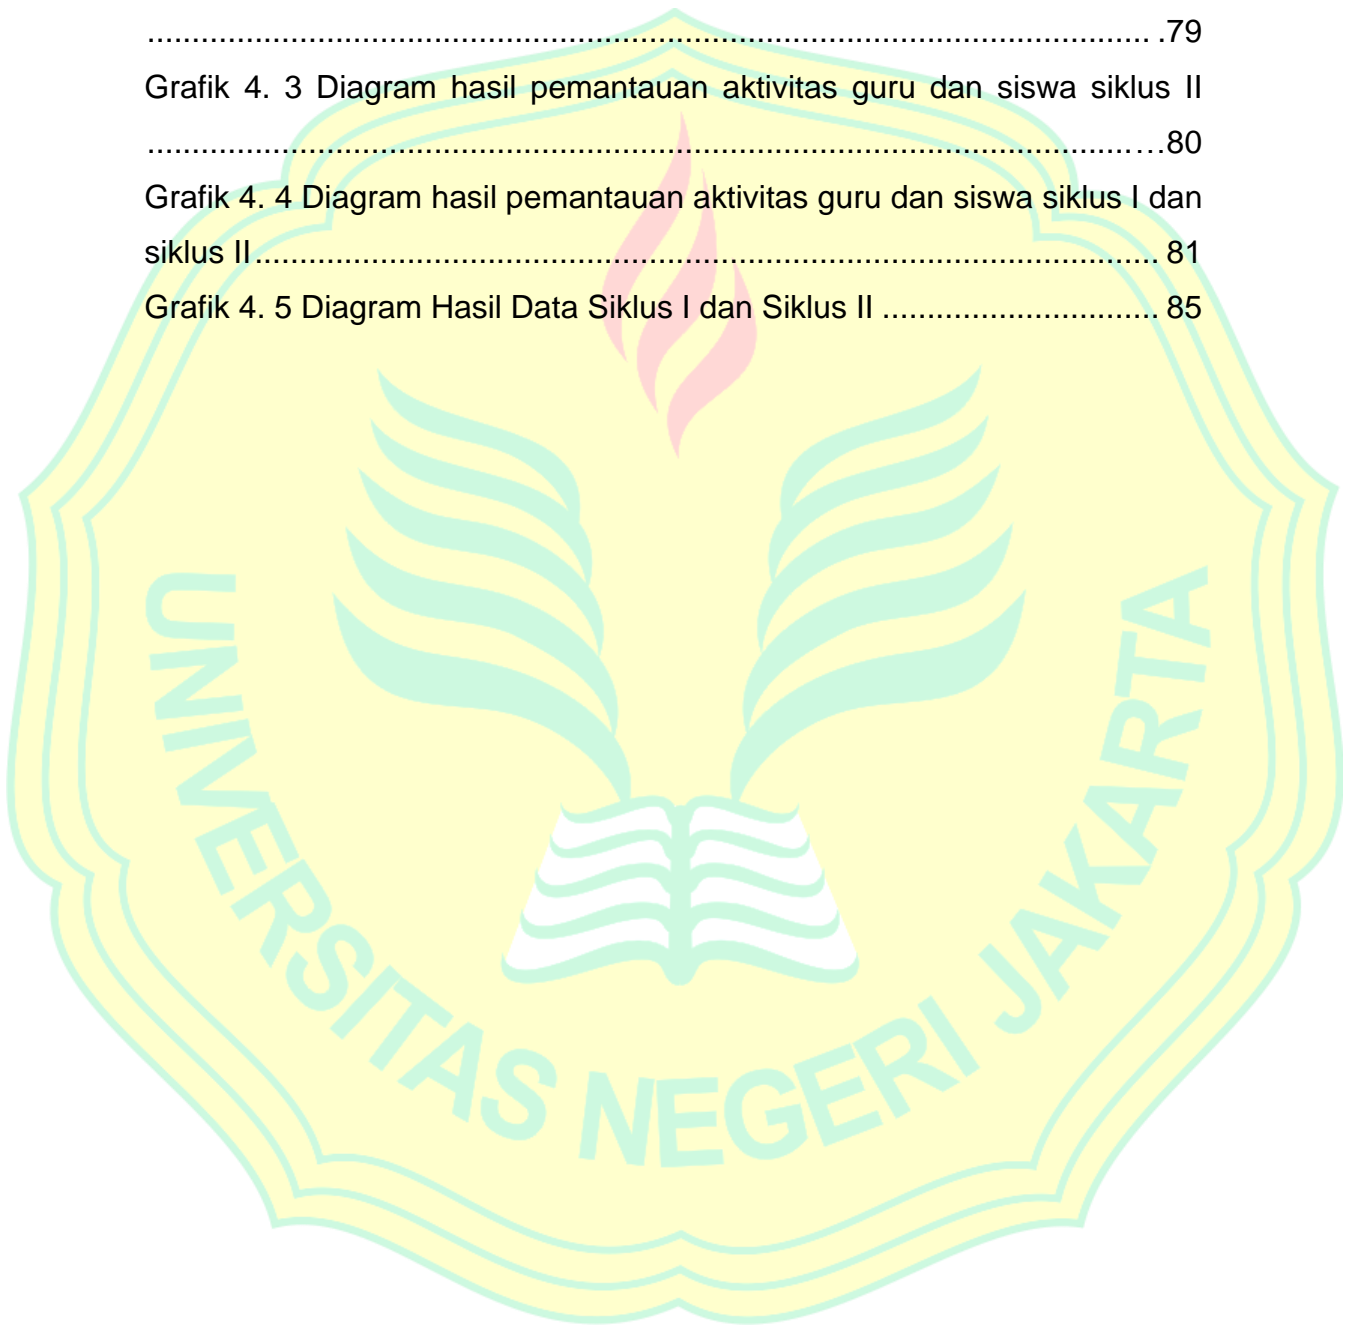 .................................................................................................................. .79
Grafik 4. 3 Diagram hasil pemantauan aktivitas guru dan siswa siklus II
..................................................................................................................…80
Grafik 4. 4 Diagram hasil pemantauan aktivitas guru dan siswa siklus I dan
siklus II...................................................................................................... 81
Grafik 4. 5 Diagram Hasil Data Siklus I dan Siklus II ............................... 85
UNIVERSITAS NEGERI JAKARTA